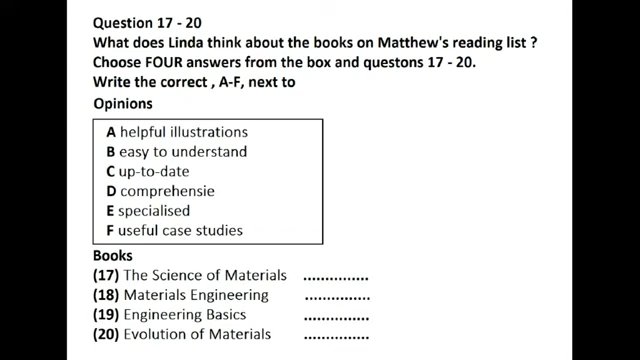 Question 17 - 20
What does Linda think about the books on Matthew's reading list ?
Choose FOUR answers from the box and questons 17 - 20.
Write the correct , A-F, next to
Opinions
A helpful illustrations
B easy to understand
C up-to-date
D comprehensie
E specialised
F useful case studies
Books
(17) The Science of Materials ...............
(18) Materials Engineering ...............
(19) Engineering Basics ...............
(20) Evolution of Materials ...............